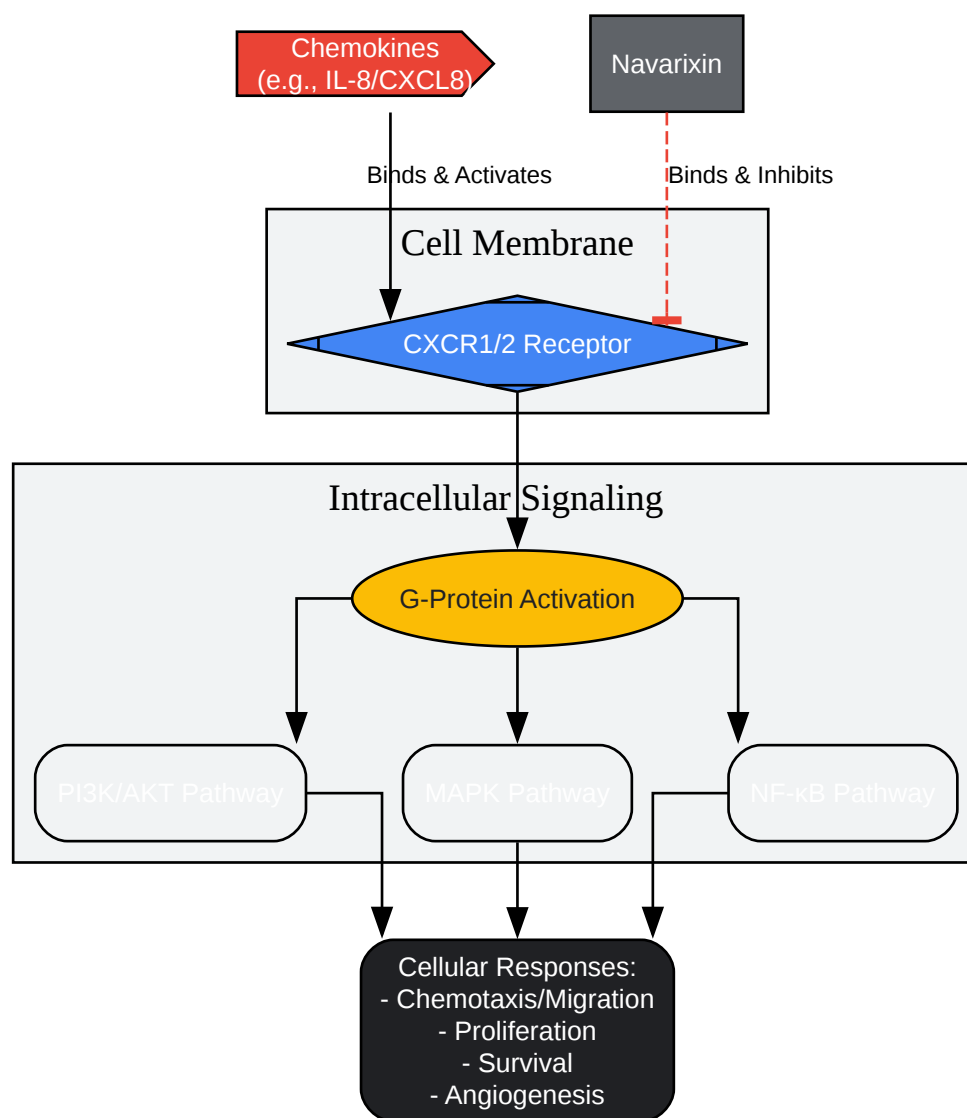 Chemokines
(e.g., IL-8/CXCL8)
Navarixin
Binds & Activates
Binds & Inhibits
Cell Membrane
CXCR1/2 Receptor
Intracellular Signaling
G-Protein Activation
PI3K/AKT Pathway
MAPK Pathway
NF-κB Pathway
Cellular Responses:
- Chemotaxis/Migration
- Proliferation
- Survival
- Angiogenesis